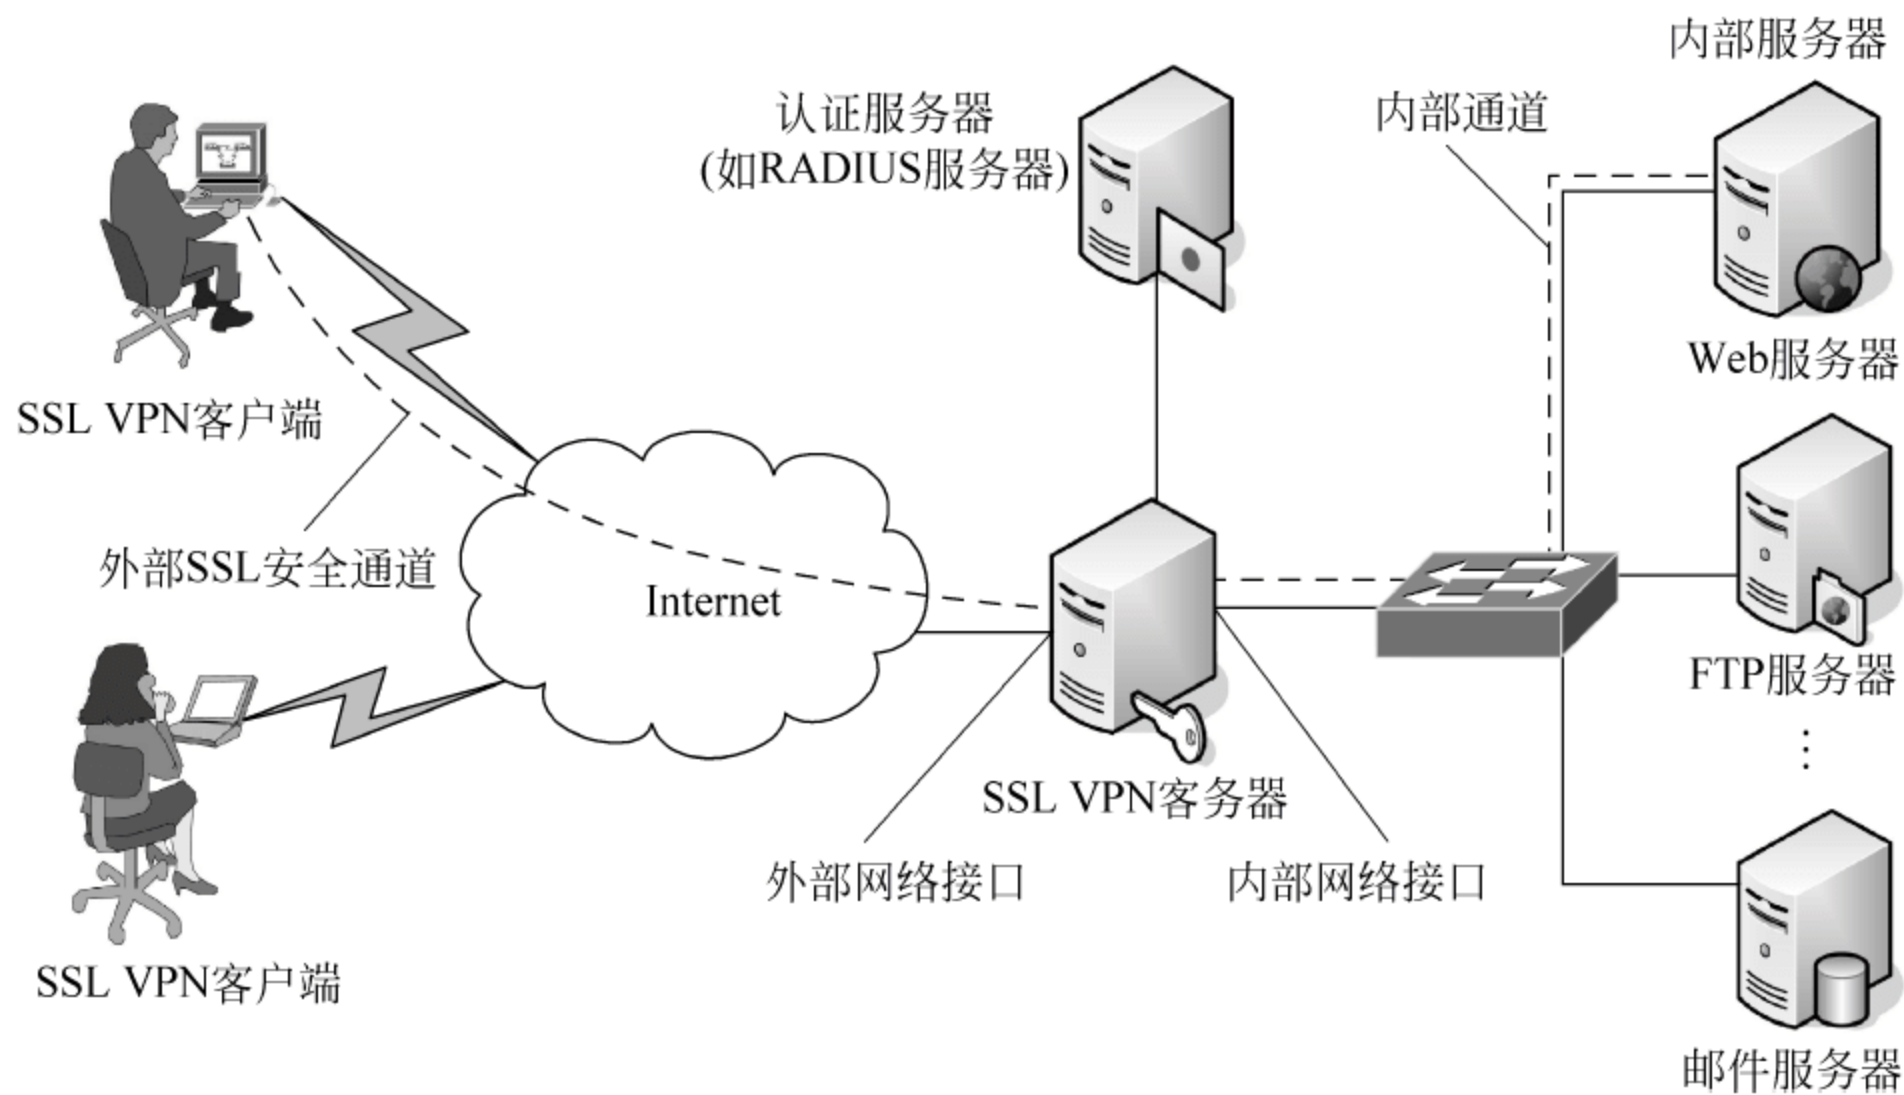 内部服务器
认证服务器
(如RADIUS服务器)
内部通道
Web服务器
SSL VPN客户端
外部SSL安全通道
Internet
FTP服务器
⋮
SSL VPN客务器
外部网络接口
内部网络接口
SSL VPN客户端
邮件服务器